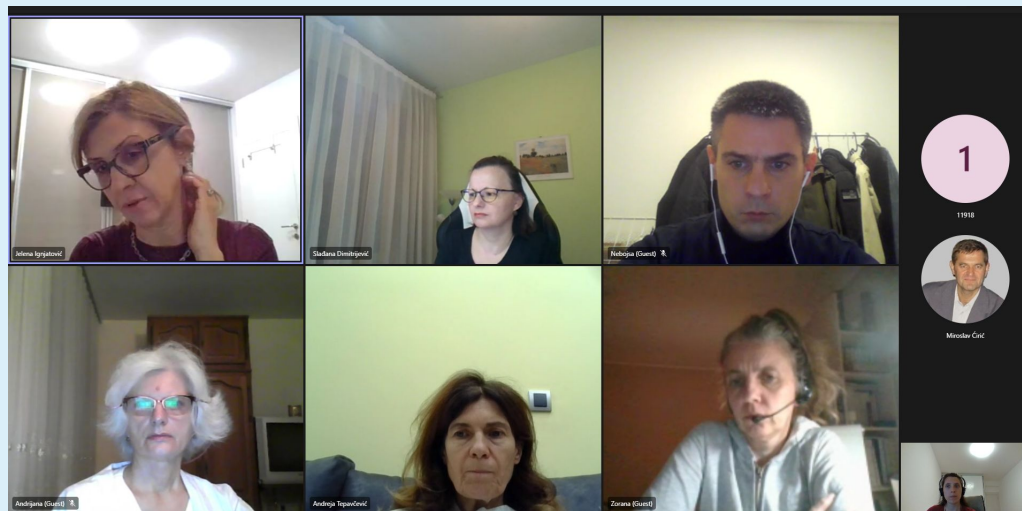 Jelena Ignjatović
Slađana Dimitrijević
Nebojsa (Guest)
1
11918
Miroslav Ćirić
Andrijana (Guest)
Andreja Tepavčević
Zorana (Guest)